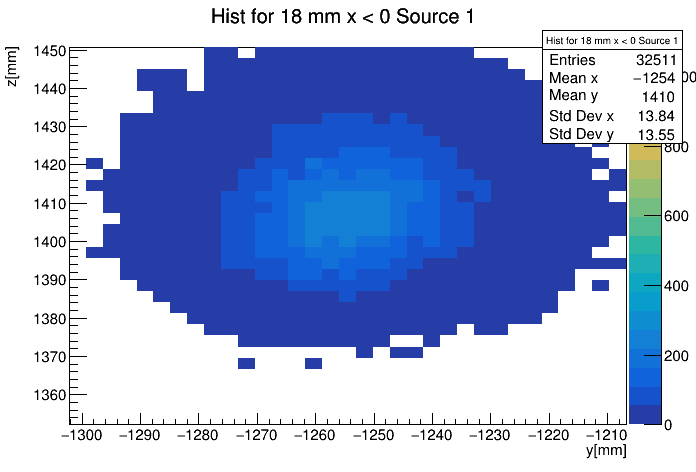 Hist for 18 mm x < 0 Source 1
Hist for 18 mm x < 0 Source 1
Entries 32511
Mean x −1254
Mean y 1410
Std Dev x 13.84
Std Dev y 13.55
z[mm]
1450
1440
1430
1420
1410
1400
1390
1380
1370
1360
−1300 −1290 −1280 −1270 −1260 −1250 −1240 −1230 −1220 −1210
y[mm]
800
600
400
200
0